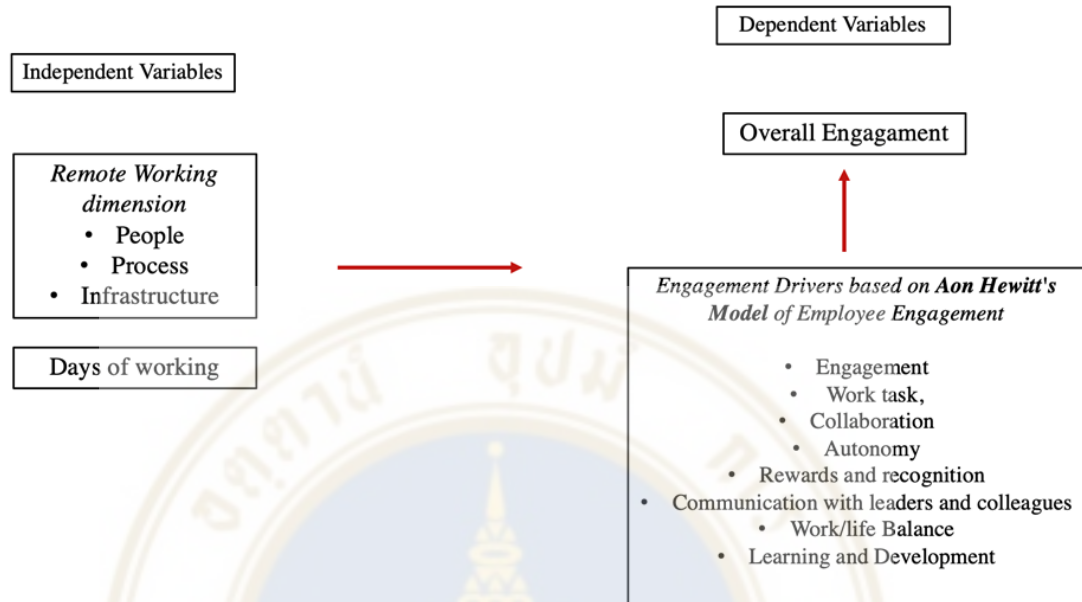 Dependent Variables
Independent Variables
Overall Engagament
Remote Working
dimension
• People
• Process
• Infrastructure
Days of working
Engagement Drivers based on Aon Hewitt's
Model of Employee Engagement
• Engagement
• Work task,
• Collaboration
• Autonomy
• Rewards and recognition
• Communication with leaders and colleagues
• Work/life Balance
• Learning and Development